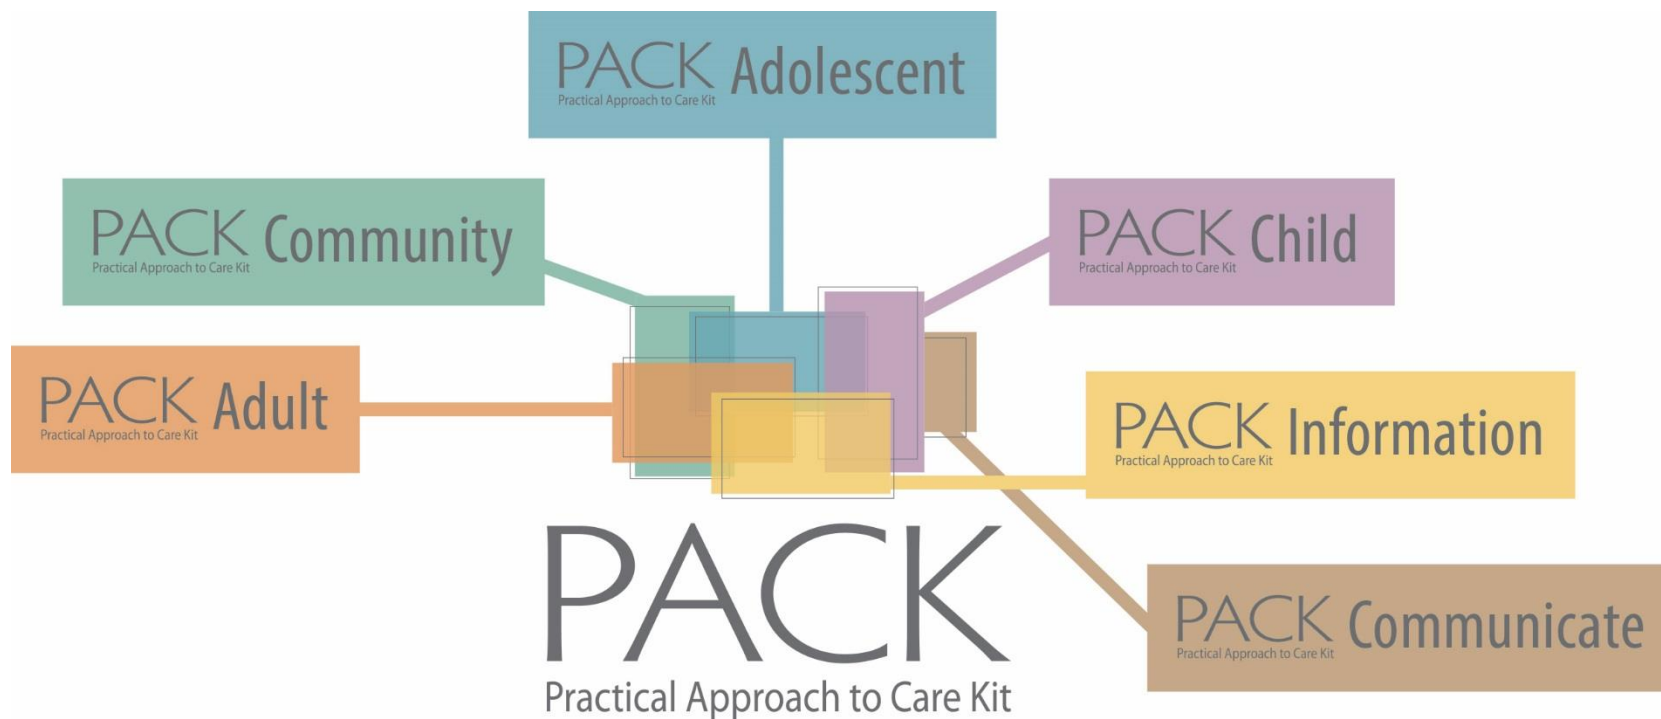 PACK Adolescent
Practical Approach to Care Kit
PACK Community
Practical Approach to Care Kit
PACK Child
Practical Approach to Care Kit
PACK Adult
Practical Approach to Care Kit
PACK Information
Practical Approach to Care Kit
PACK Communicate
Practical Approach to Care Kit
PACK
Practical Approach to Care Kit